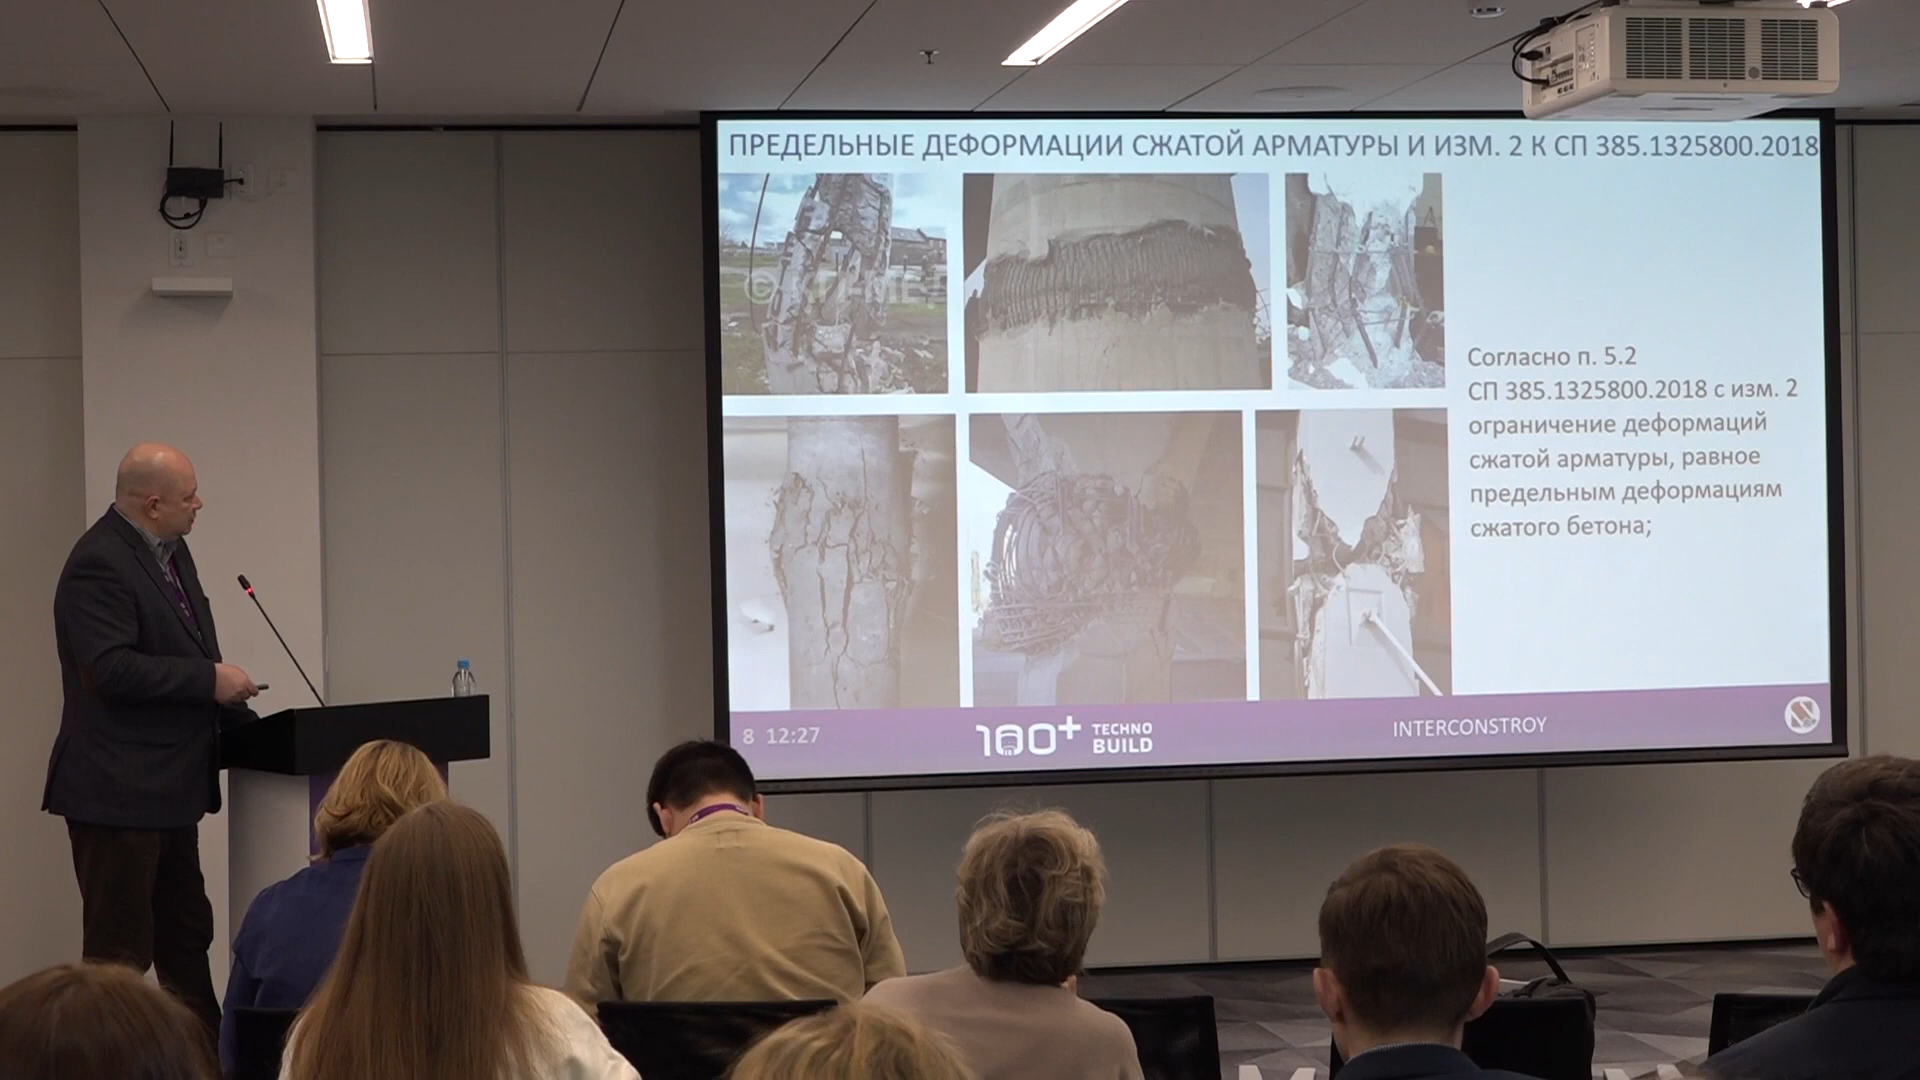 ПРЕДЕЛЬНЫЕ ДЕФОРМАЦИИ СЖАТОЙ АРМАТУРЫ И ИЗМ. 2 К СП 385.1325800.2018
Согласно п. 5.2
СП 385.1325800.2018 с изм. 2
ограничение деформаций
сжатой арматуры, равное
предельным деформациям
сжатого бетона;
8 12:27
100+ TECHNO
BUILD
INTERCONSTROY